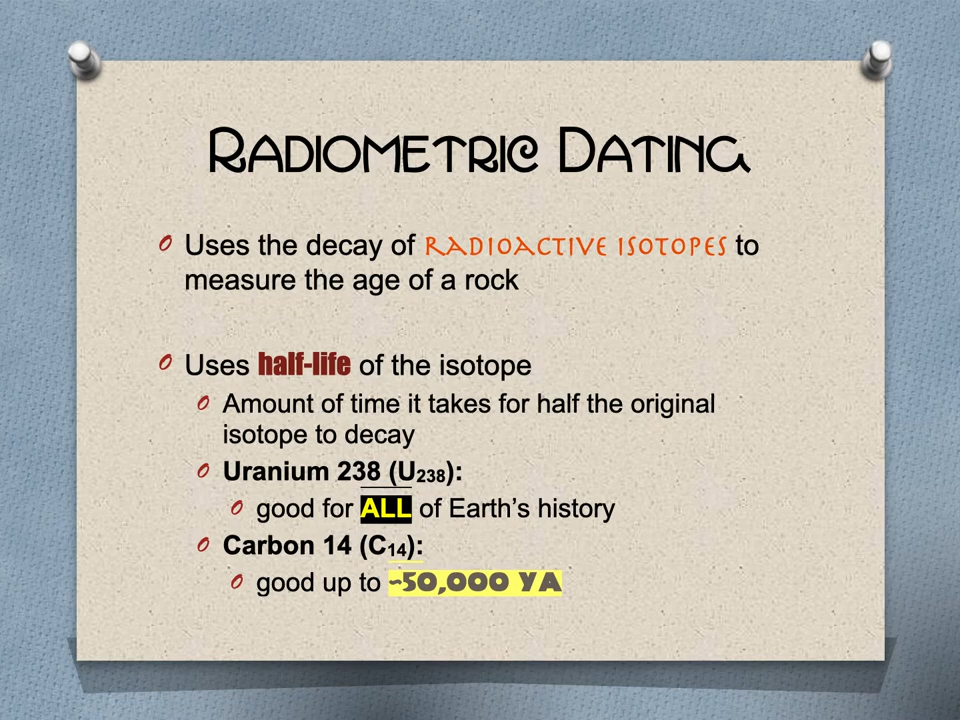 Radiometric Dating
Uses the decay of radioactive isotopes to
measure the age of a rock
Uses half-life of the isotope
Amount of time it takes for half the original
isotope to decay
Uranium 238 (U₂₃₈):
good for ALL of Earth's history
Carbon 14 (C₁₄):
good up to ~50,000 YA